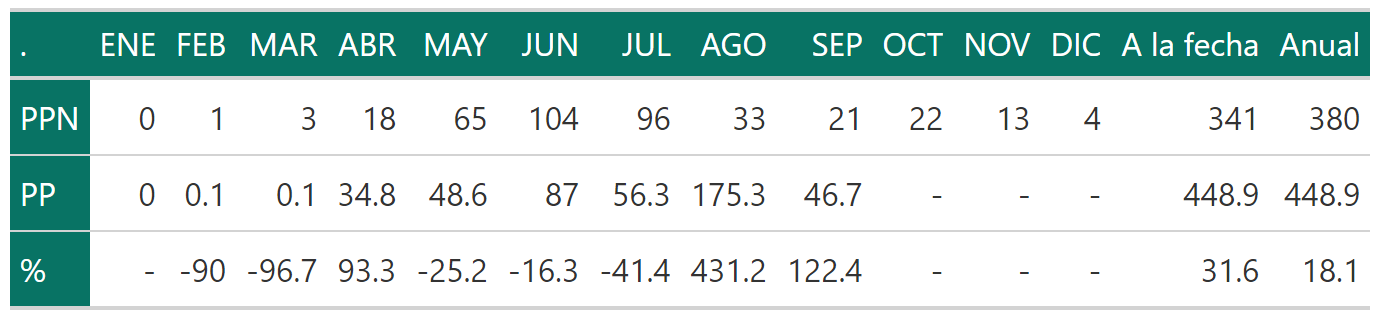 . ENE FEB MAR ABR MAY JUN JUL AGO SEP OCT NOV DIC A la fecha Anual
PPN 0 1 3 18 65 104 96 33 21 22 13 4 341 380
PP 0 0.1 0.1 34.8 48.6 87 56.3 175.3 46.7 - - - 448.9 448.9
% - -90 -96.7 93.3 -25.2 -16.3 -41.4 431.2 122.4 - - - 31.6 18.1